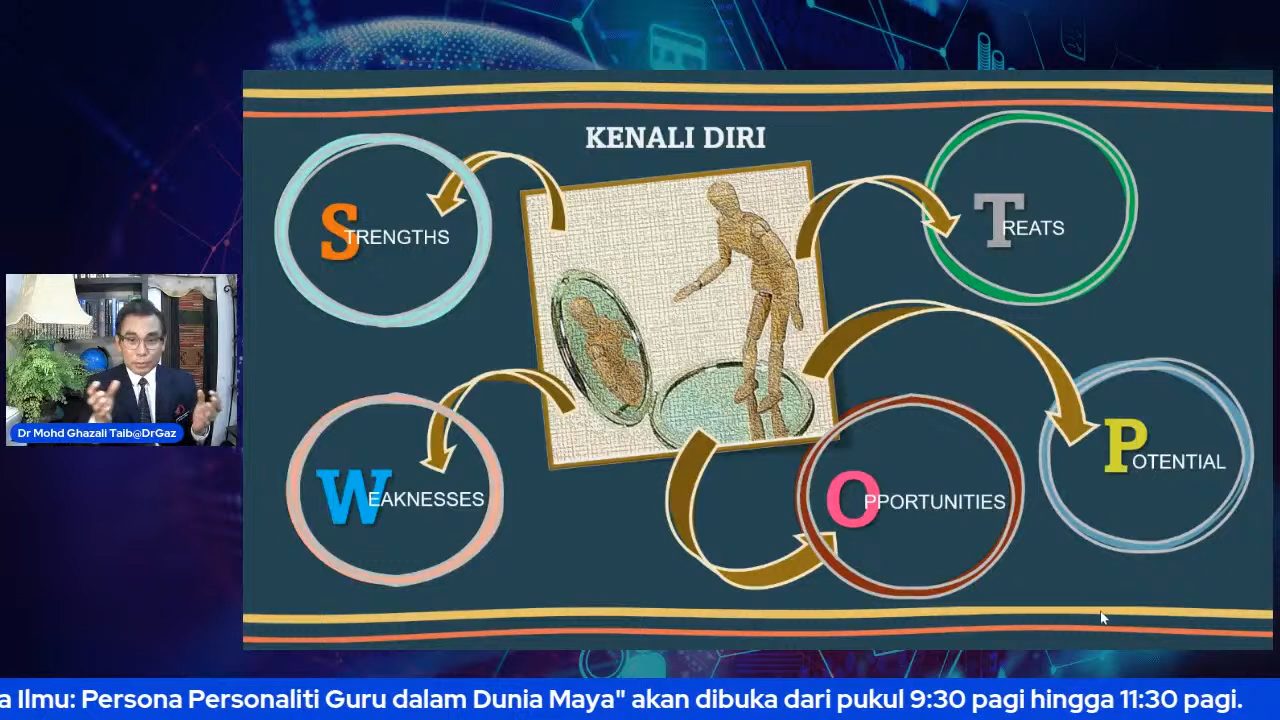 KENALI DIRI
STRENGTHS
TREATS
WEAKNESSES
OPPORTUNITIES
POTENTIAL
Dr Mohd Ghazali Taib@DrGaz
a Ilmu: Persona Personaliti Guru dalam Dunia Maya" akan dibuka dari pukul 9:30 pagi hingga 11:30 pagi.